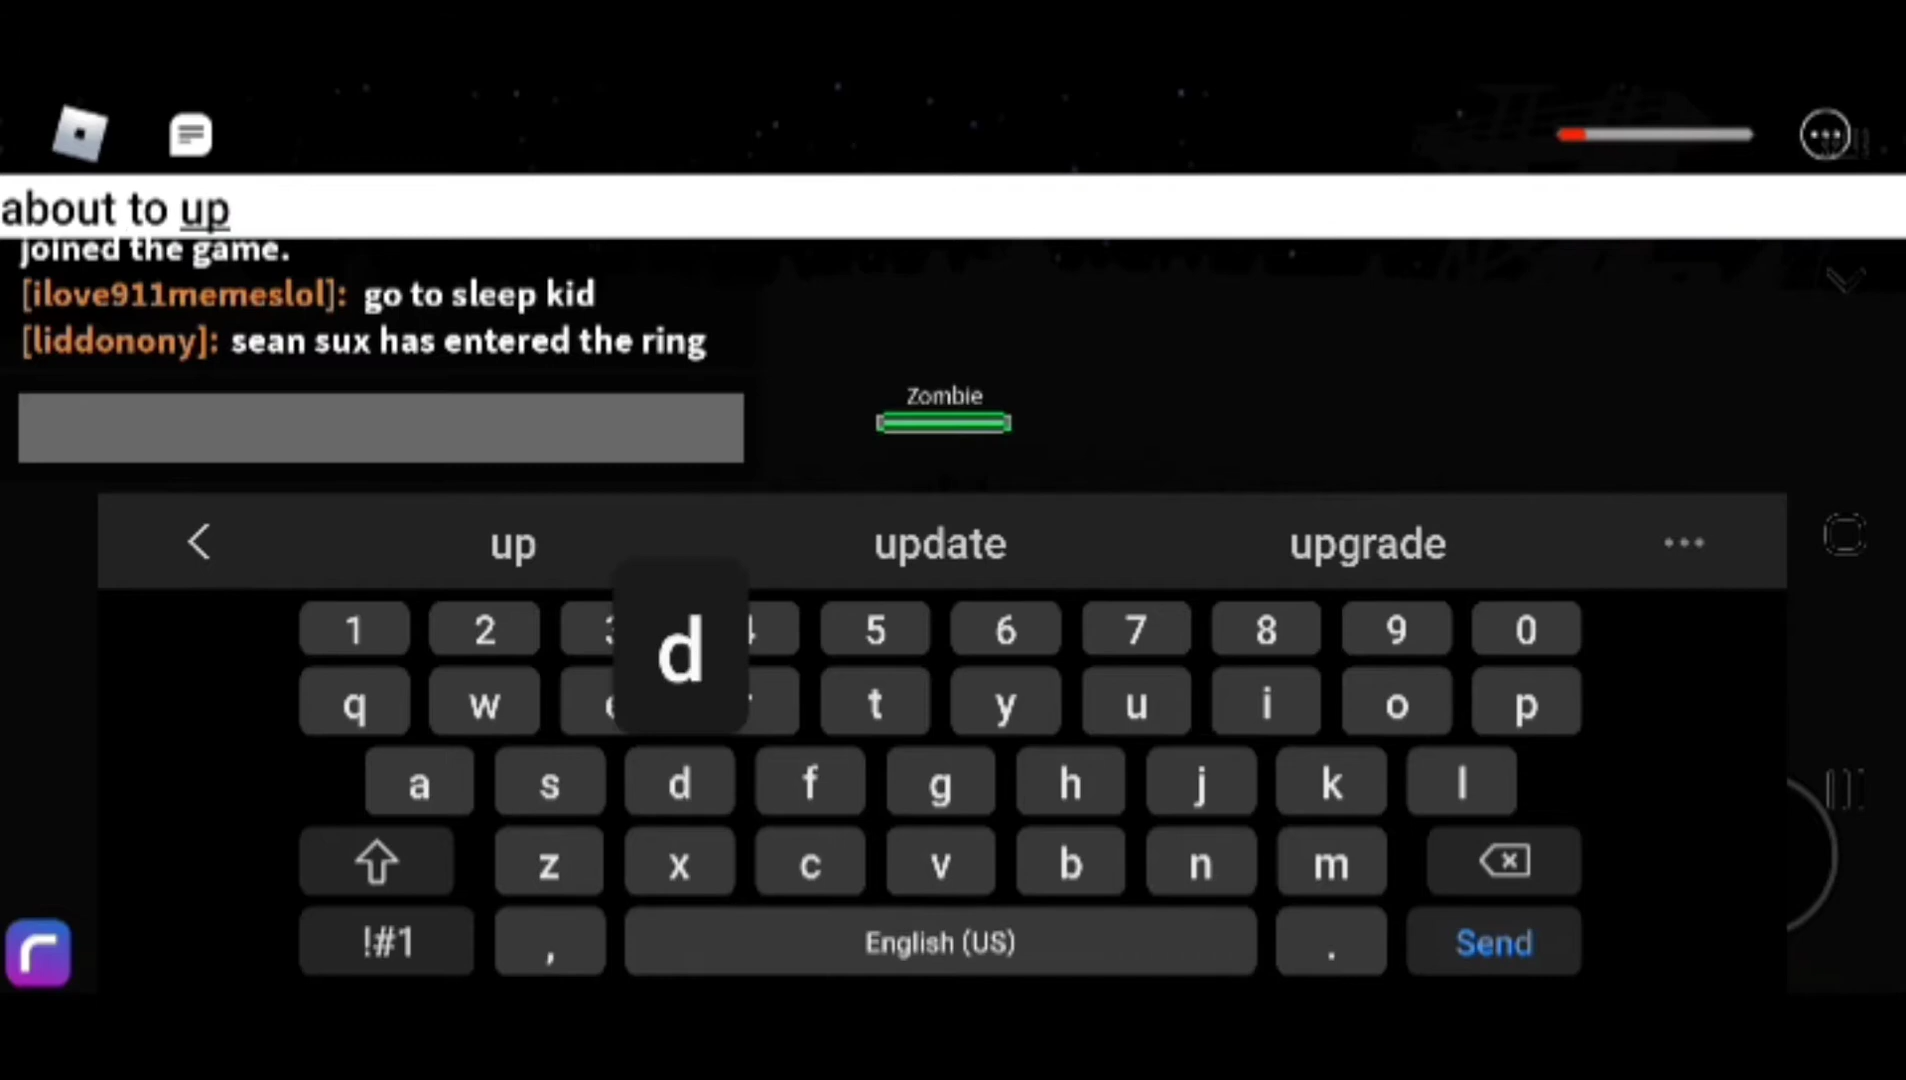 about to up
joined the game.
[ilove911memeslol]: go to sleep kid
[liddonony]: sean sux has entered the ring
Zombie
up update upgrade
d
1 2 5 6 7 8 9 0
q w t y u i o p
a s d f g h j k l
z x c v b n m
!#1 , English (US) . Send